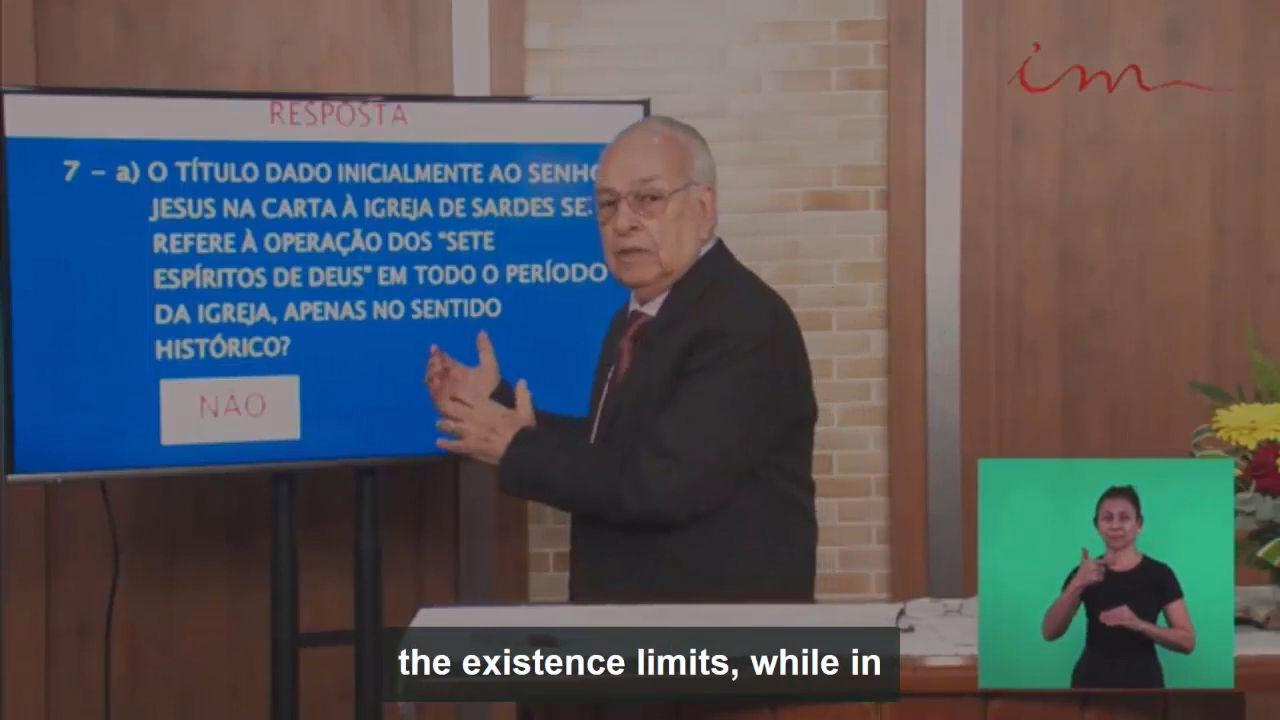 im
RESPOSTA
7 – a) O TÍTULO DADO INICIALMENTE AO SENHO
JESUS NA CARTA À IGREJA DE SARDES SE
REFERE À OPERAÇÃO DOS "SETE
ESPÍRITOS DE DEUS" EM TODO O PERÍODO
DA IGREJA, APENAS NO SENTIDO
HISTÓRICO?
NÃO
the existence limits, while in